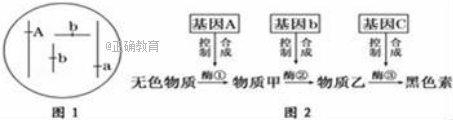 A
b
b
a
@正确教育
图 1
基因A
基因b
基因C
控制
合成
控制
合成
控制
合成
无色物质 酶① 物质甲 酶② 物质乙 酶③ 黑色素
图 2